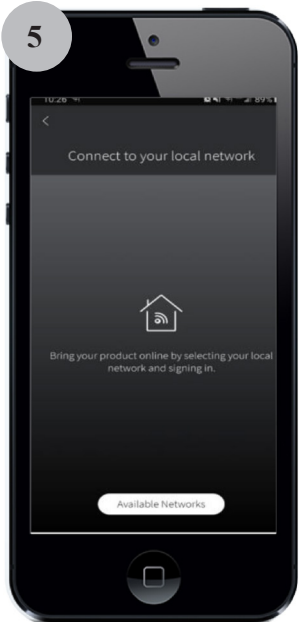 5
10:26
89%
Connect to your local network
Bring your product online by selecting your local
network and signing in.
Available Networks